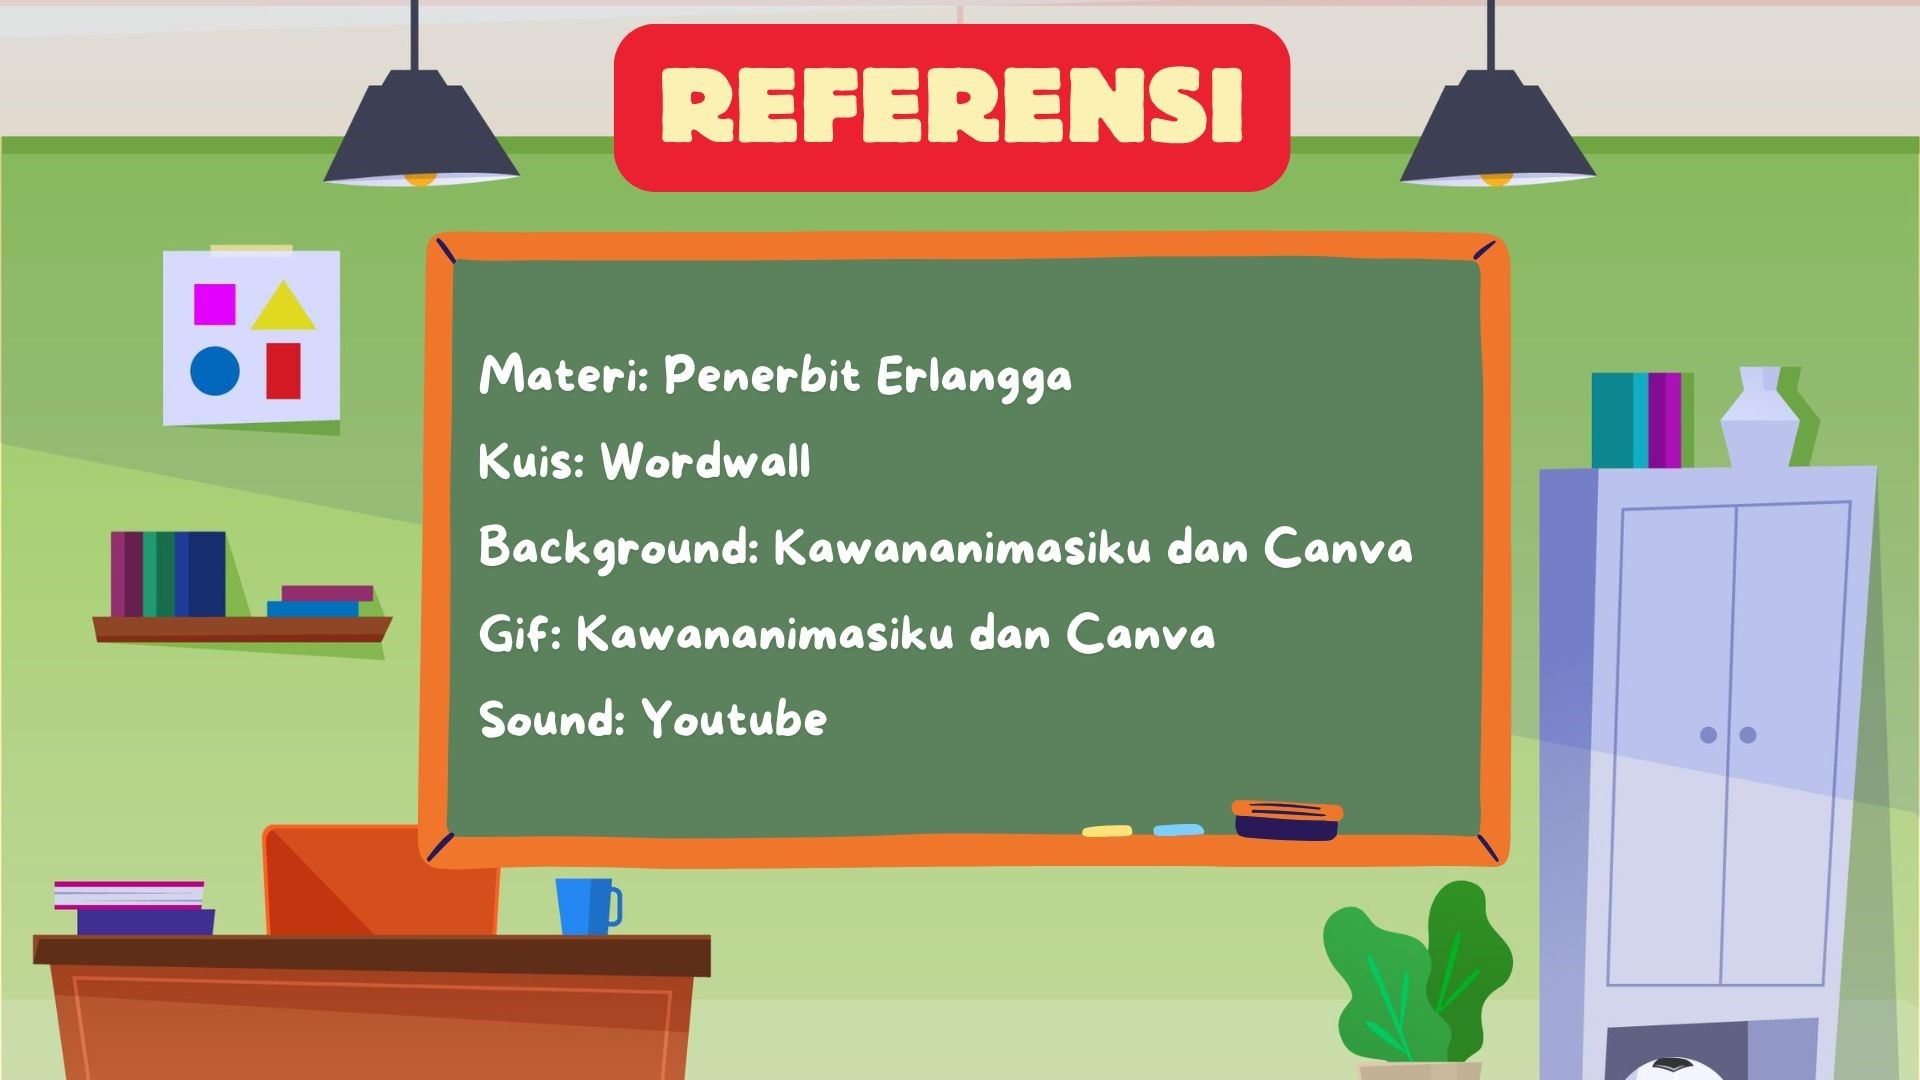 REFERENSI
Materi: Penerbit Erlangga
Kuis: Wordwall
Background: Kawananimasiku dan Canva
Gif: Kawananimasiku dan Canva
Sound: Youtube